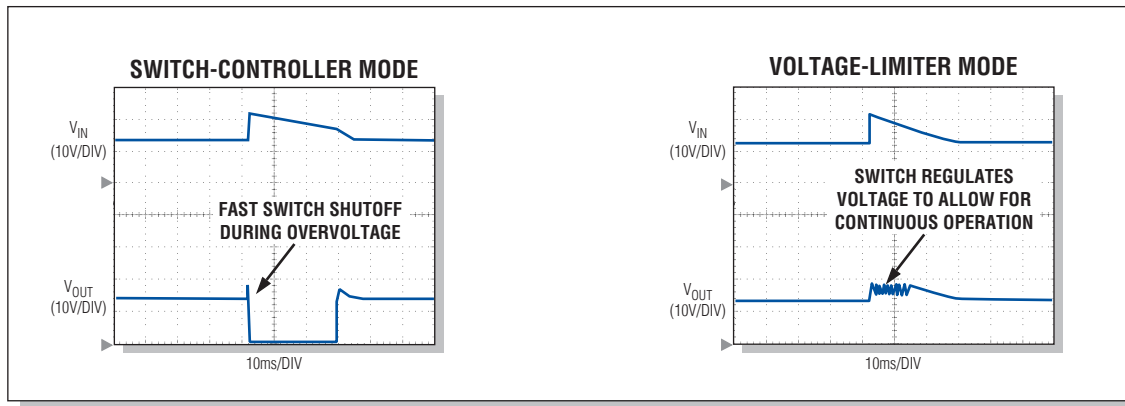 SWITCH-CONTROLLER MODE
VIN
(10V/DIV)
FAST SWITCH SHUTOFF
DURING OVERVOLTAGE
VOUT
(10V/DIV)
10ms/DIV
VOLTAGE-LIMITER MODE
VIN
(10V/DIV)
SWITCH REGULATES
VOLTAGE TO ALLOW FOR
CONTINUOUS OPERATION
VOUT
(10V/DIV)
10ms/DIV